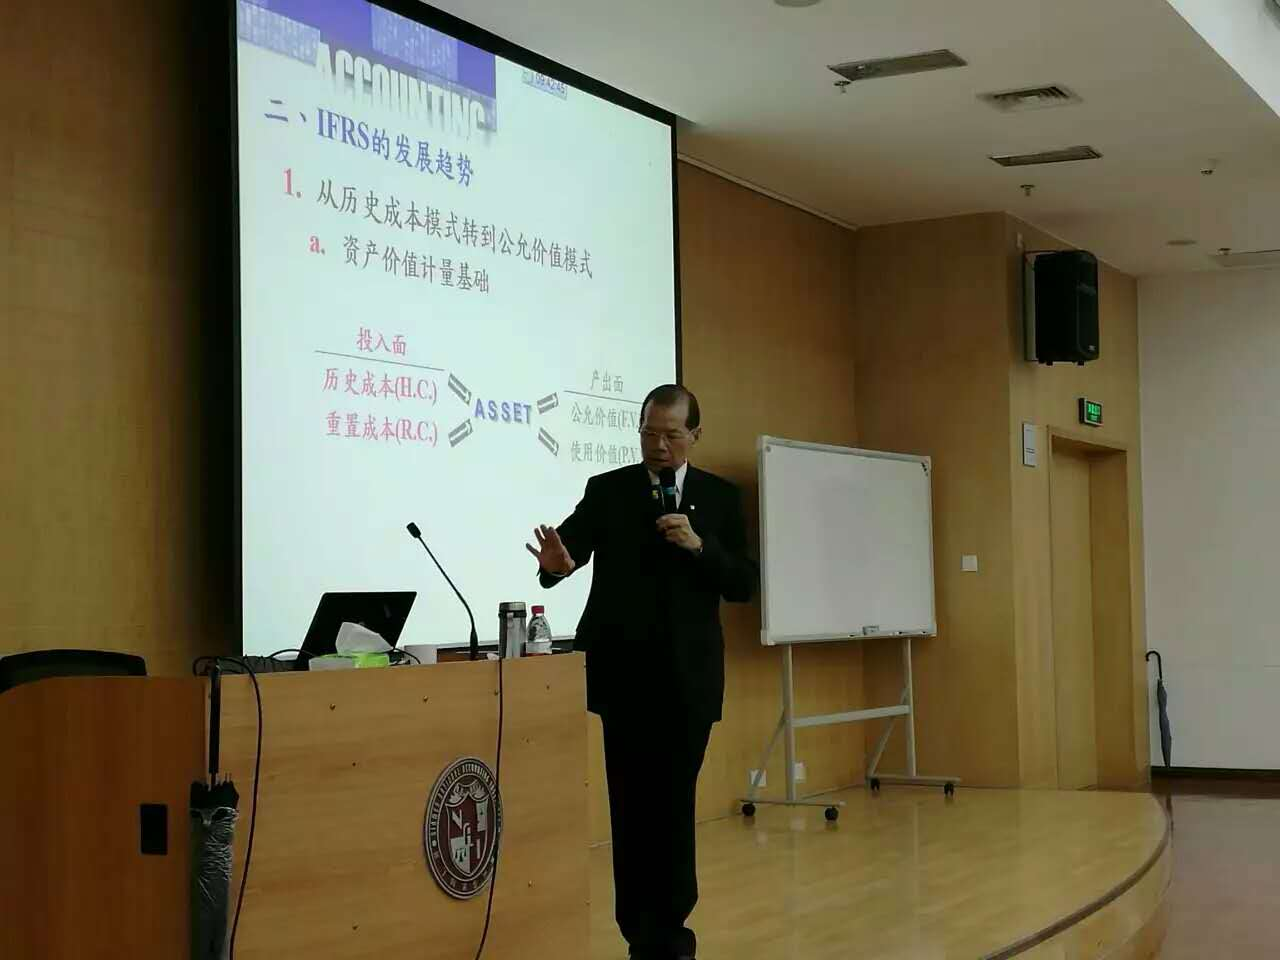 ACCOUNTING
09:42:45
二、IFRS的发展趋势
1. 从历史成本模式转到公允价值模式
a. 资产价值计量基础
投入面
历史成本(H.C.)
重置成本(R.C.)
ASSET
产出面
公允价值(F.V.
使用价值(P.V.